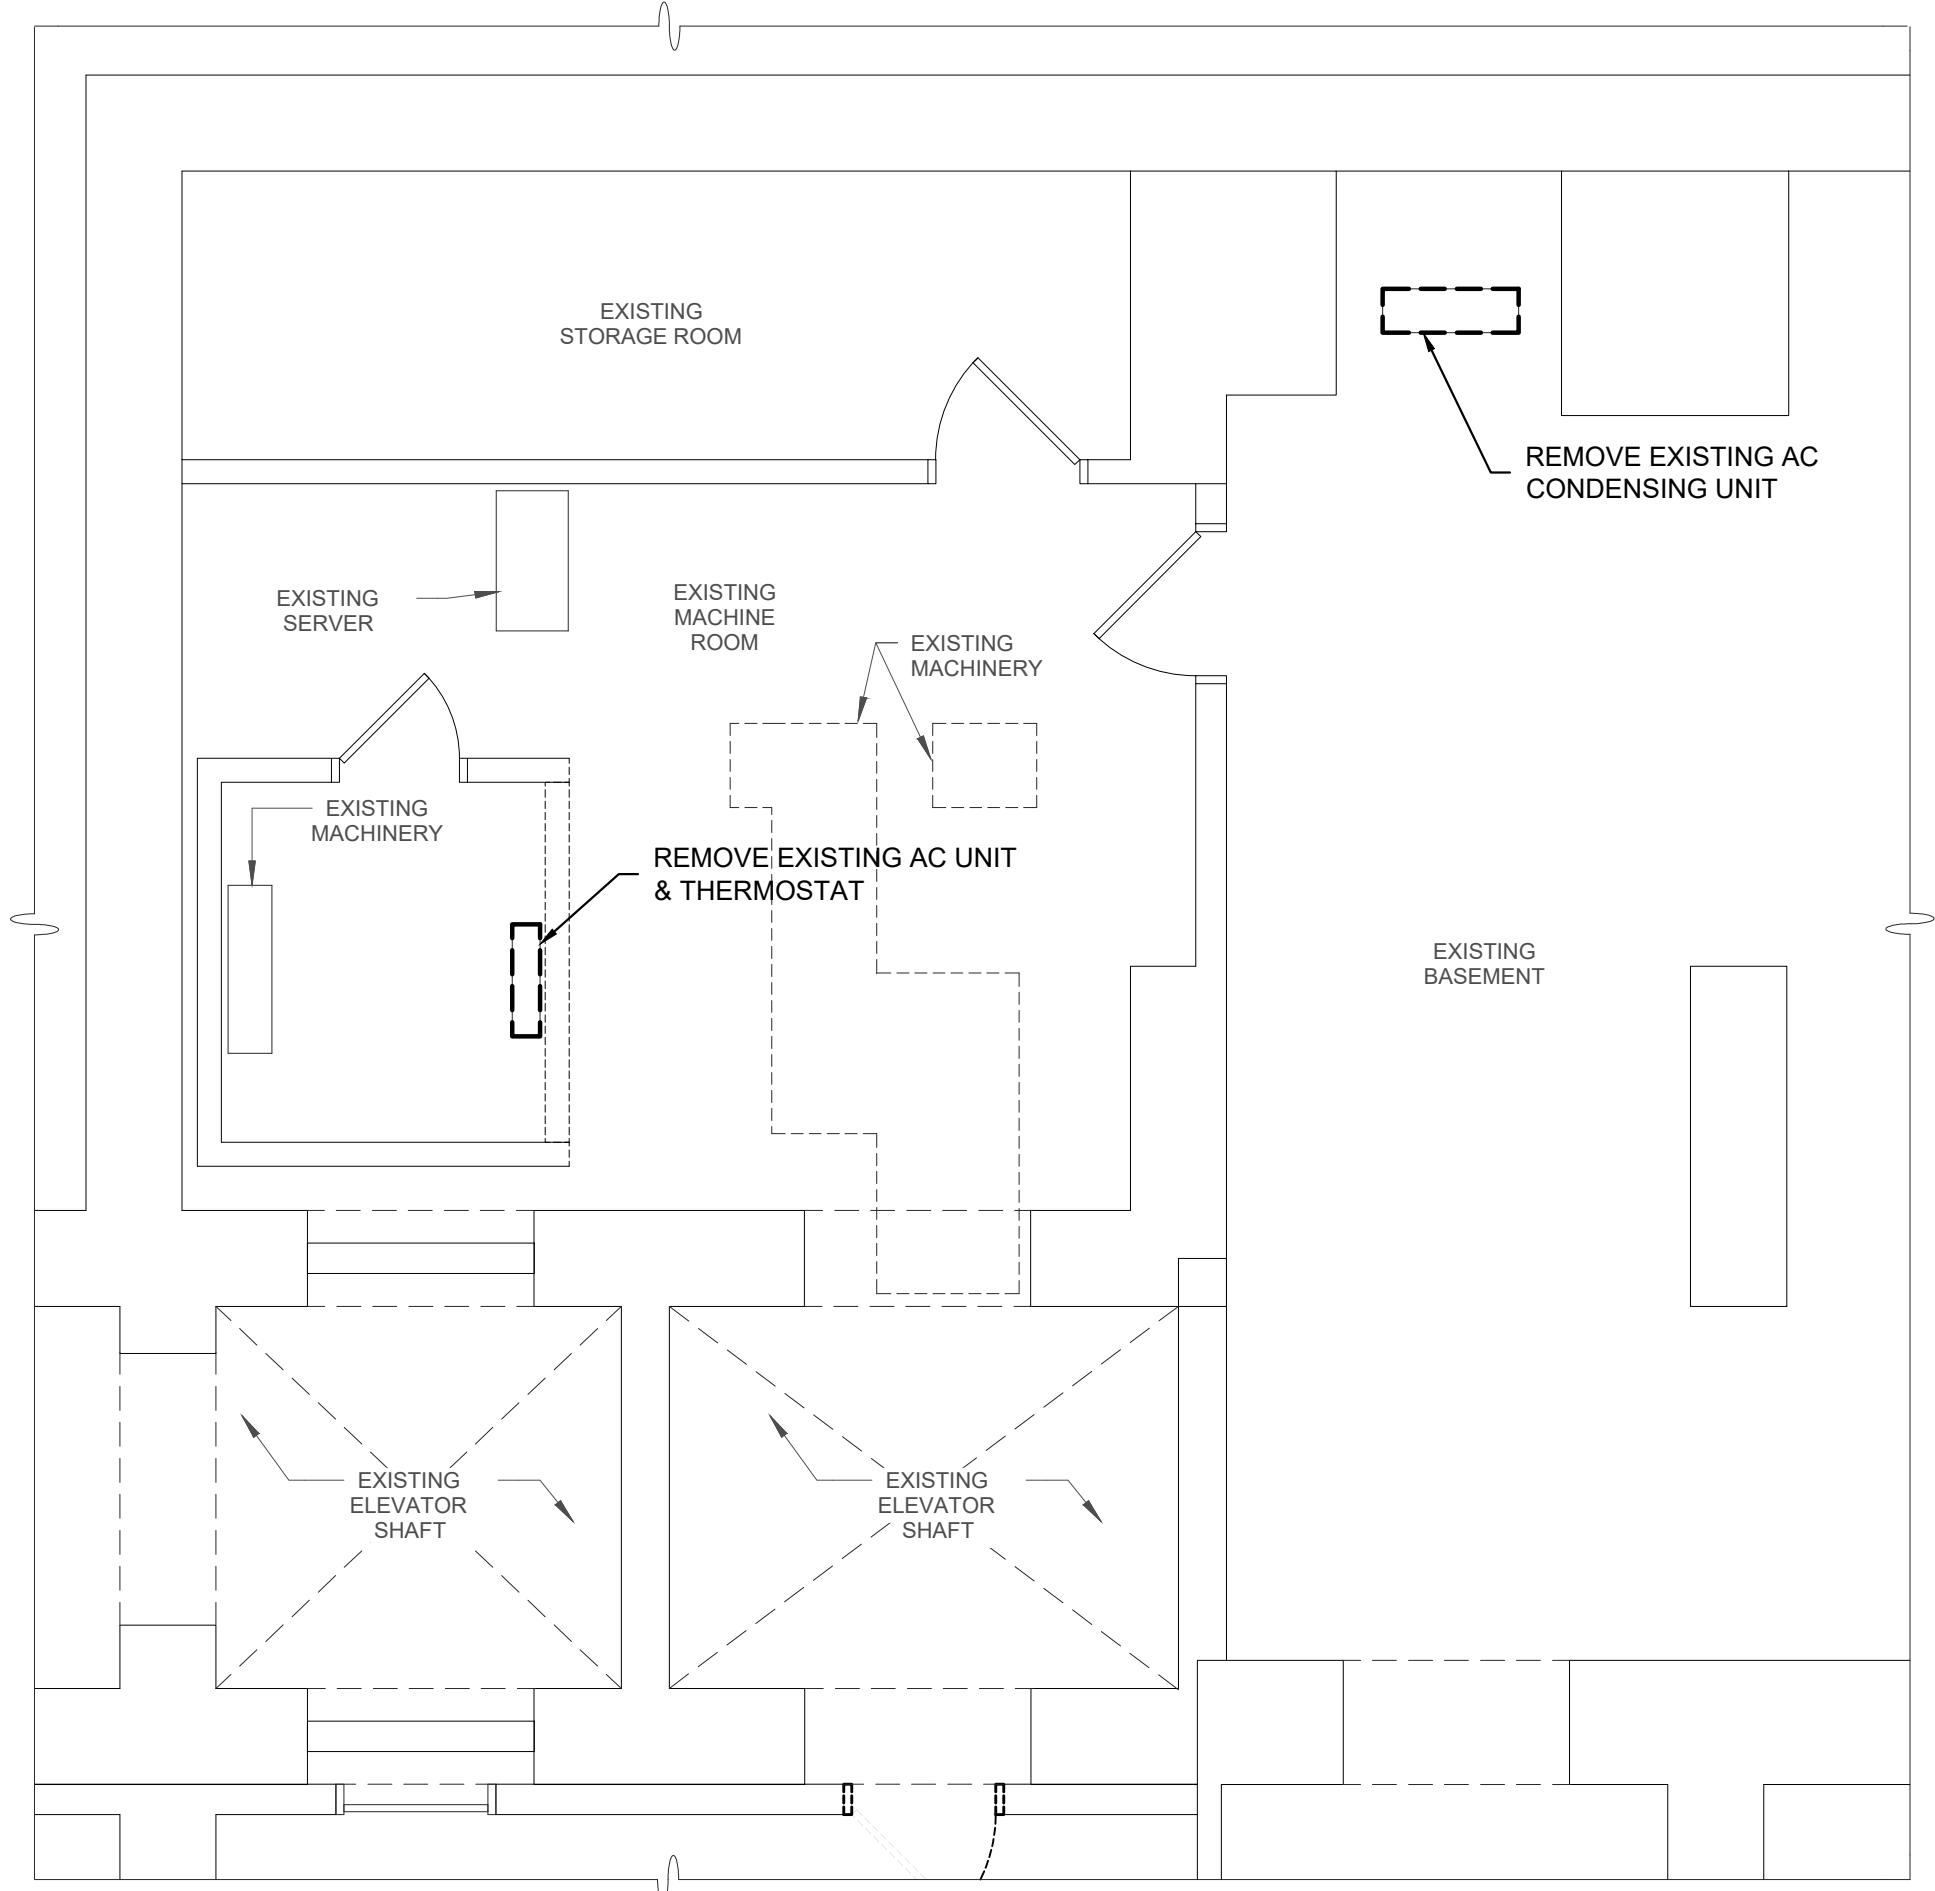 EXISTING
STORAGE ROOM
REMOVE EXISTING AC
CONDENSING UNIT
EXISTING
SERVER
EXISTING
MACHINE
ROOM
EXISTING
MACHINERY
EXISTING
MACHINERY
REMOVE EXISTING AC UNIT
& THERMOSTAT
EXISTING
BASEMENT
EXISTING
ELEVATOR
SHAFT
EXISTING
ELEVATOR
SHAFT